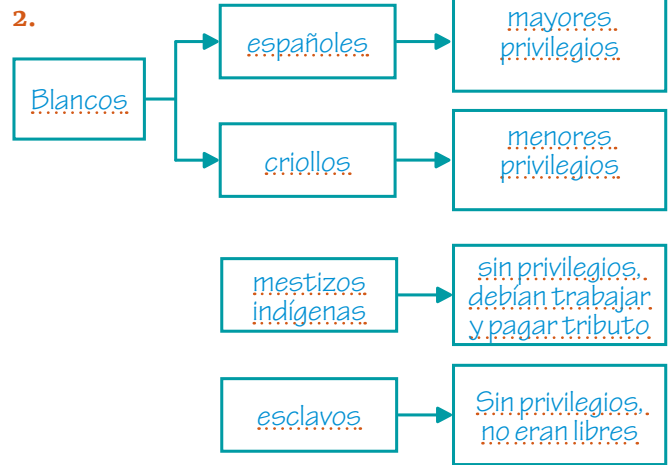 2.
Blancos
españoles
mayores
privilegios
criollos
menores
privilegios
mestizos
indígenas
sin privilegios,
debían trabajar
y pagar tributo
esclavos
Sin privilegios,
no eran libres